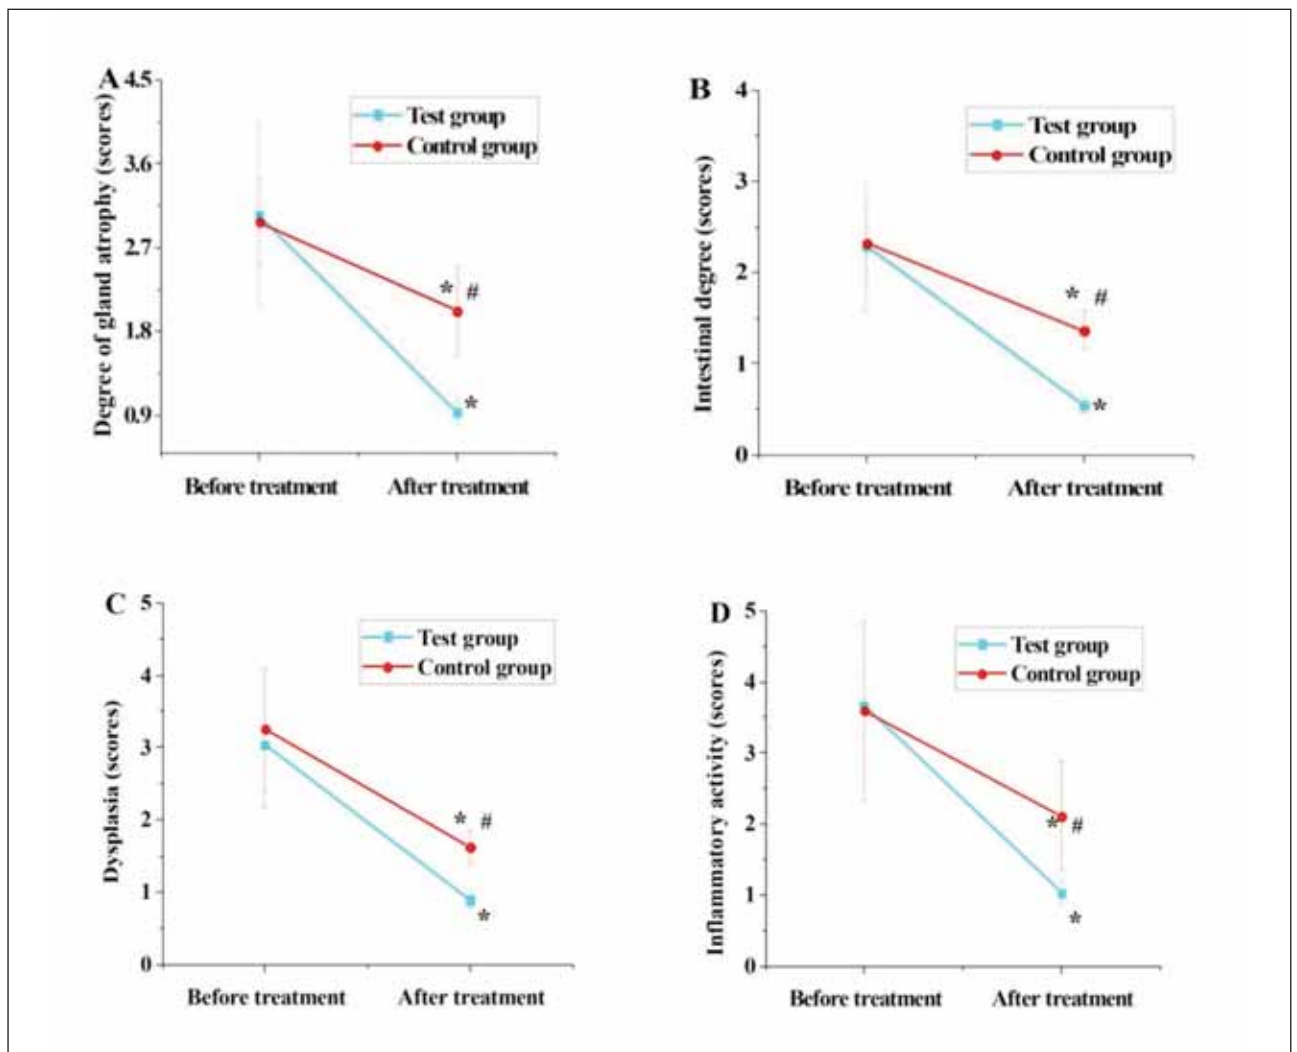 A
4.5
3.6
2.7
1.8
0.9
Degree of gland atrophy (scores)
Test group
Control group
* #
*
Before treatment After treatment
B
4
3
2
1
0
Intestinal degree (scores)
Test group
Control group
* #
*
Before treatment After treatment
C
5
4
3
2
1
0
Dysplasia (scores)
Test group
Control group
* #
*
Before treatment After treatment
D
5
4
3
2
1
0
Inflammatory activity (scores)
Test group
Control group
* #
*
Before treatment After treatment